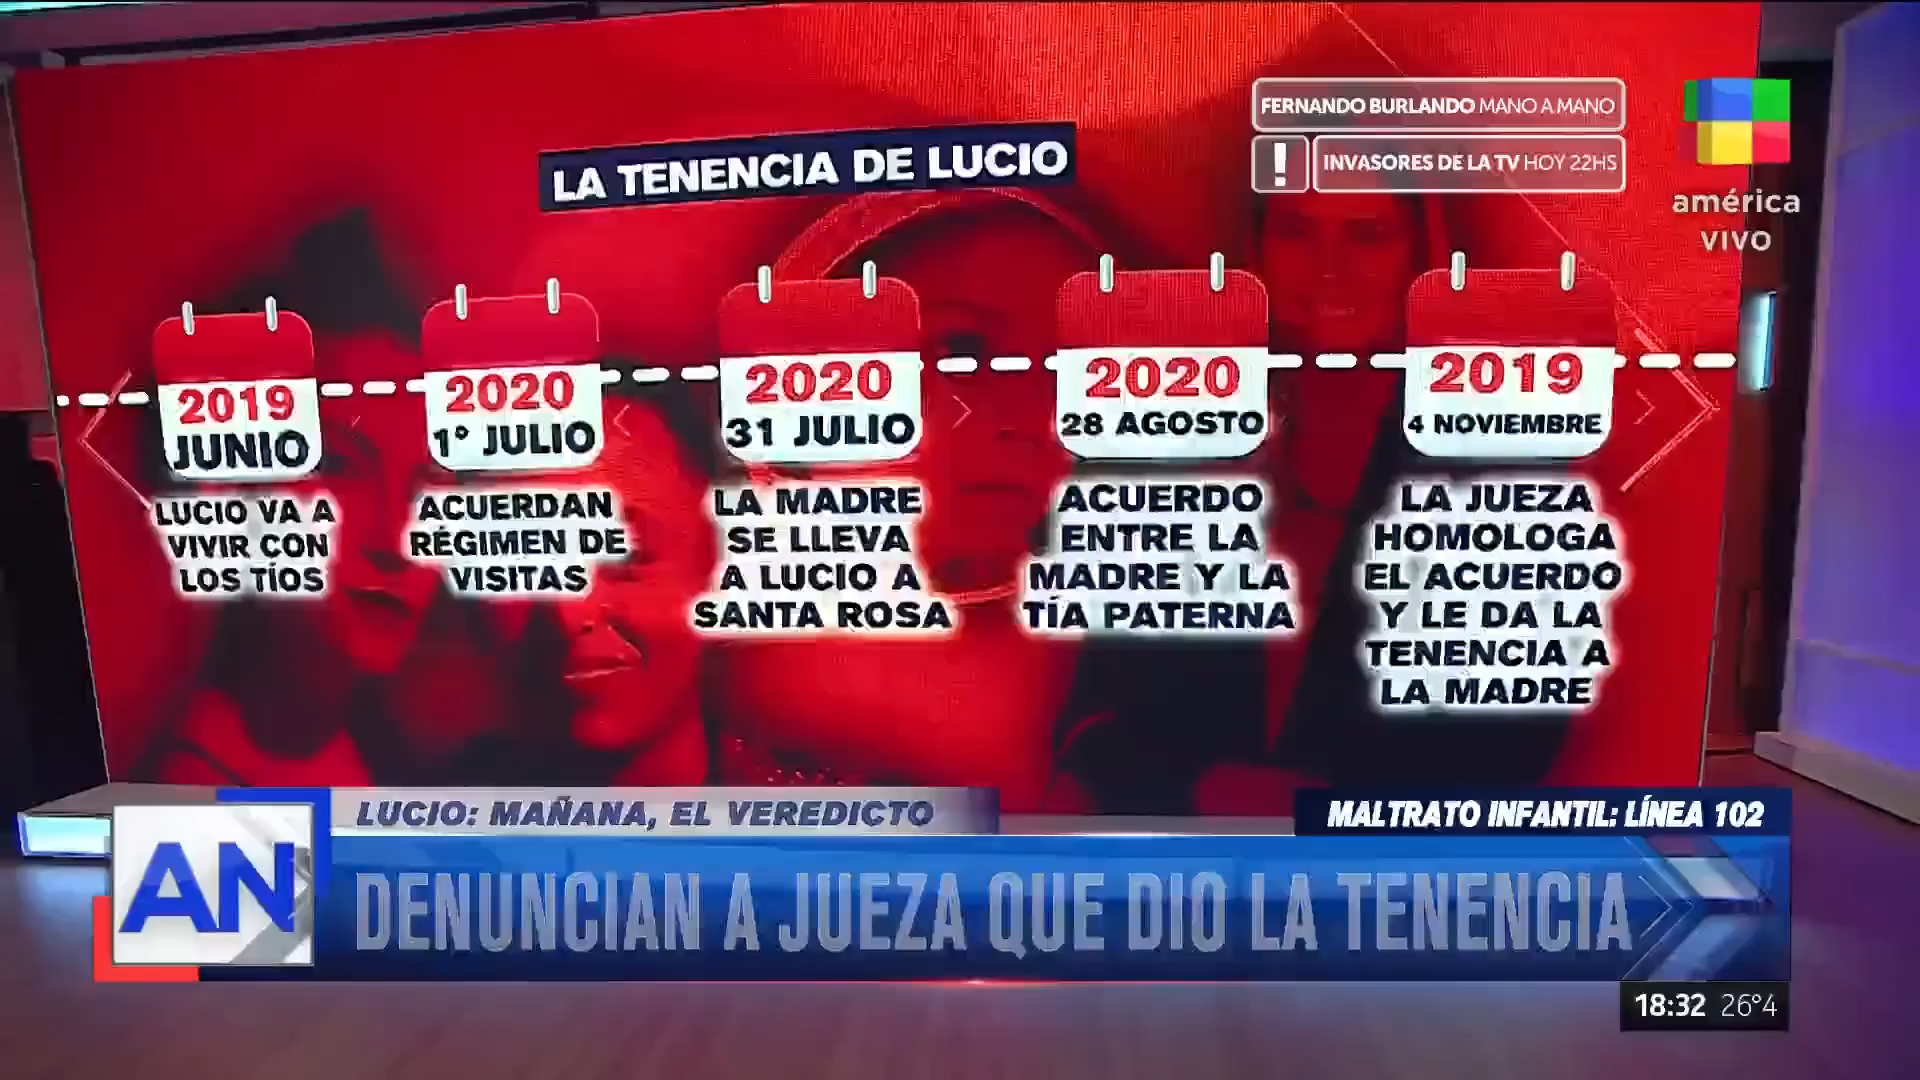 FERNANDO BURLANDO MANO A MANO
! INVASORES DE LA TV HOY 22HS
américa
VIVO
LA TENENCIA DE LUCIO
2019
JUNIO
LUCIO VA A
VIVIR CON
LOS TÍOS
2020
1° JULIO
ACUERDAN
RÉGIMEN DE
VISITAS
2020
31 JULIO
LA MADRE
SE LLEVA
A LUCIO A
SANTA ROSA
2020
28 AGOSTO
ACUERDO
ENTRE LA
MADRE Y LA
TÍA PATERNA
2019
4 NOVIEMBRE
LA JUEZA
HOMOLOGA
EL ACUERDO
Y LE DA LA
TENENCIA A
LA MADRE
LUCIO: MAÑANA, EL VEREDICTO
MALTRATO INFANTIL: LÍNEA 102
AN
DENUNCIAN A JUEZA QUE DIO LA TENENCIA
18:32 26°4